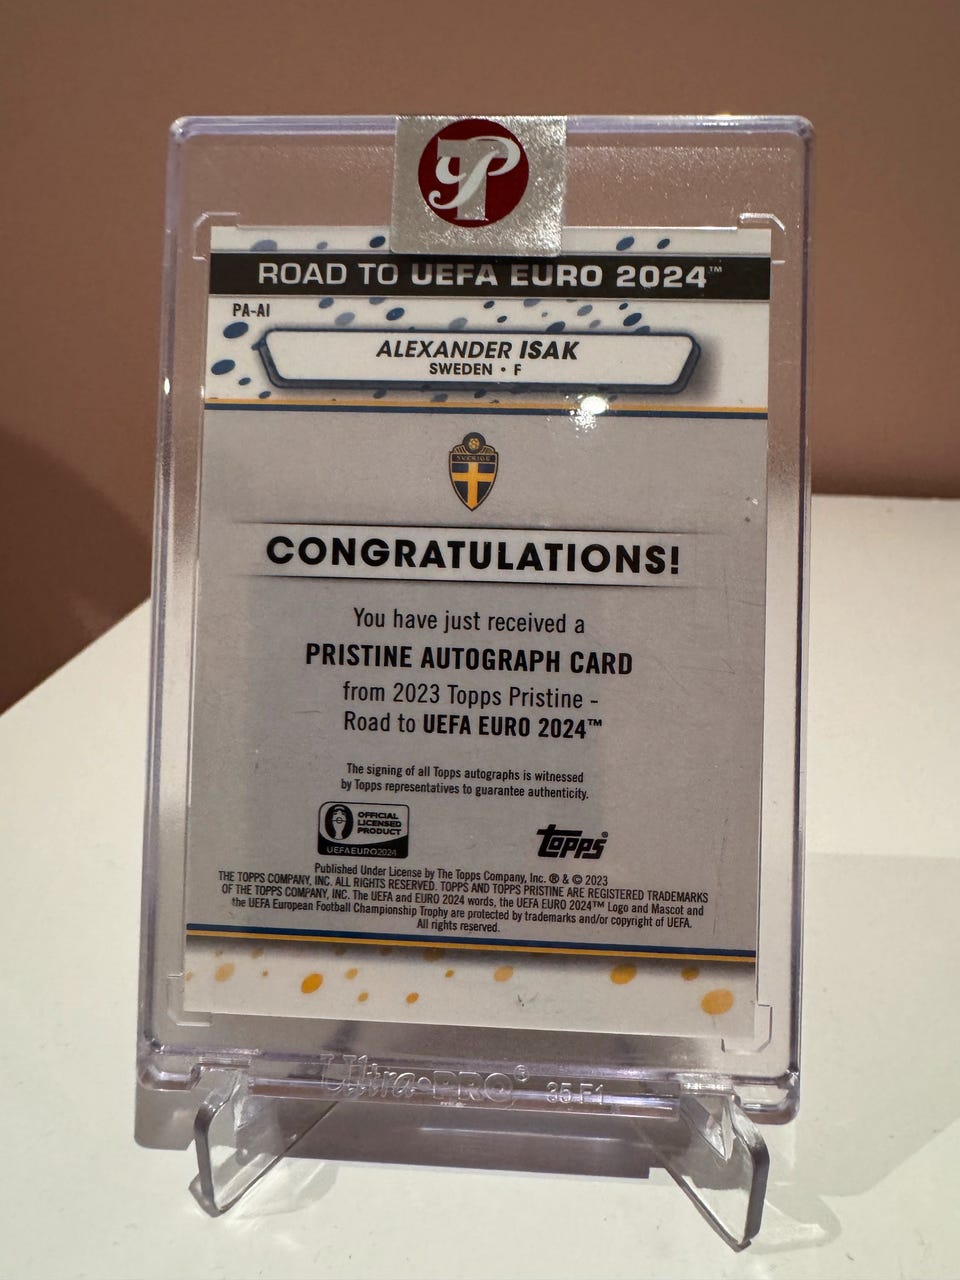 P
ROAD TO UEFA EURO 2024™
PA-AI
ALEXANDER ISAK
SWEDEN • F
SVERIGE
CONGRATULATIONS!
You have just received a
PRISTINE AUTOGRAPH CARD
from 2023 Topps Pristine -
Road to UEFA EURO 2024™
The signing of all Topps autographs is witnessed
by Topps representatives to guarantee authenticity.
OFFICIAL
LICENSED
PRODUCT
UEFAEURO2024
topps®
Published Under License by The Topps Company, Inc. ® & © 2023
THE TOPPS COMPANY, INC. ALL RIGHTS RESERVED. TOPPS AND TOPPS PRISTINE ARE REGISTERED TRADEMARKS
OF THE TOPPS COMPANY, INC. The UEFA and EURO 2024 words, the UEFA EURO 2024™ Logo and Mascot and
the UEFA European Football Championship Trophy are protected by trademarks and/or copyright of UEFA.
All rights reserved.
Ultra•PRO® 35-F1